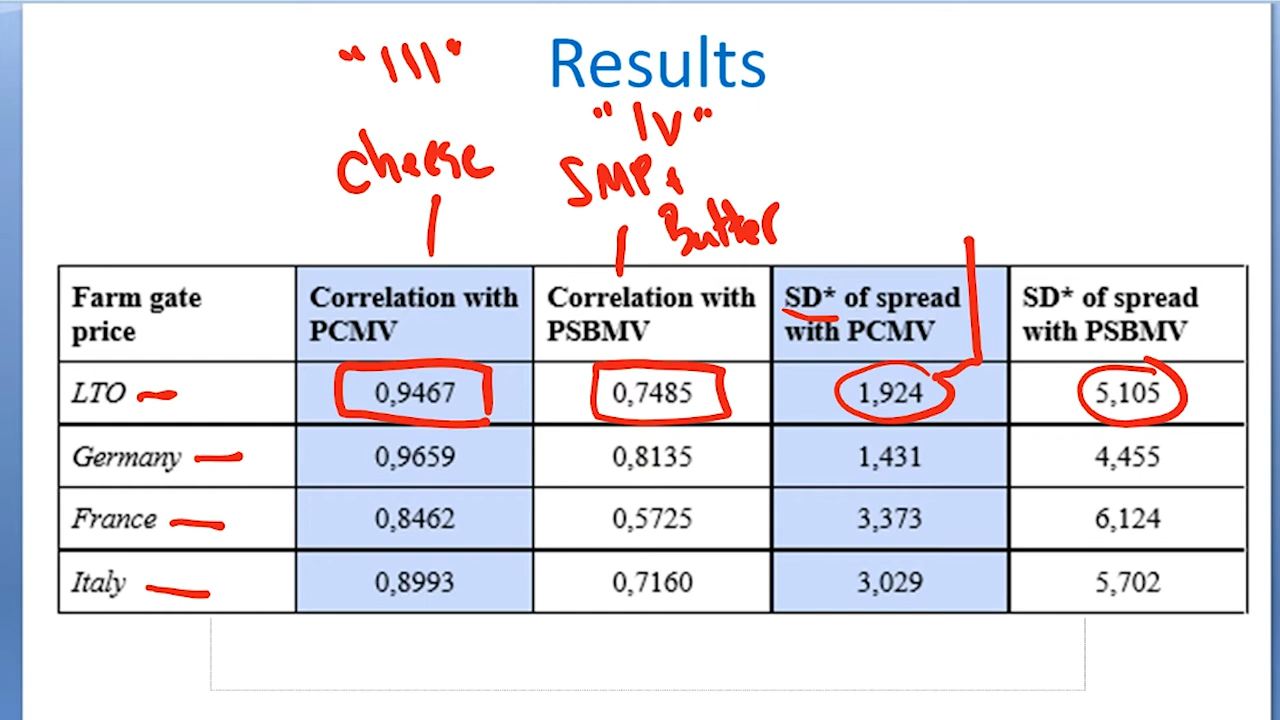 "III"
Results
"IV"
Cheese
SMP +
Butter
Farm gate price
Correlation with PCMV
Correlation with PSBMV
SD* of spread with PCMV
SD* of spread with PSBMV
LTO 0,9467 0,7485 1,924 5,105
Germany 0,9659 0,8135 1,431 4,455
France 0,8462 0,5725 3,373 6,124
Italy 0,8993 0,7160 3,029 5,702